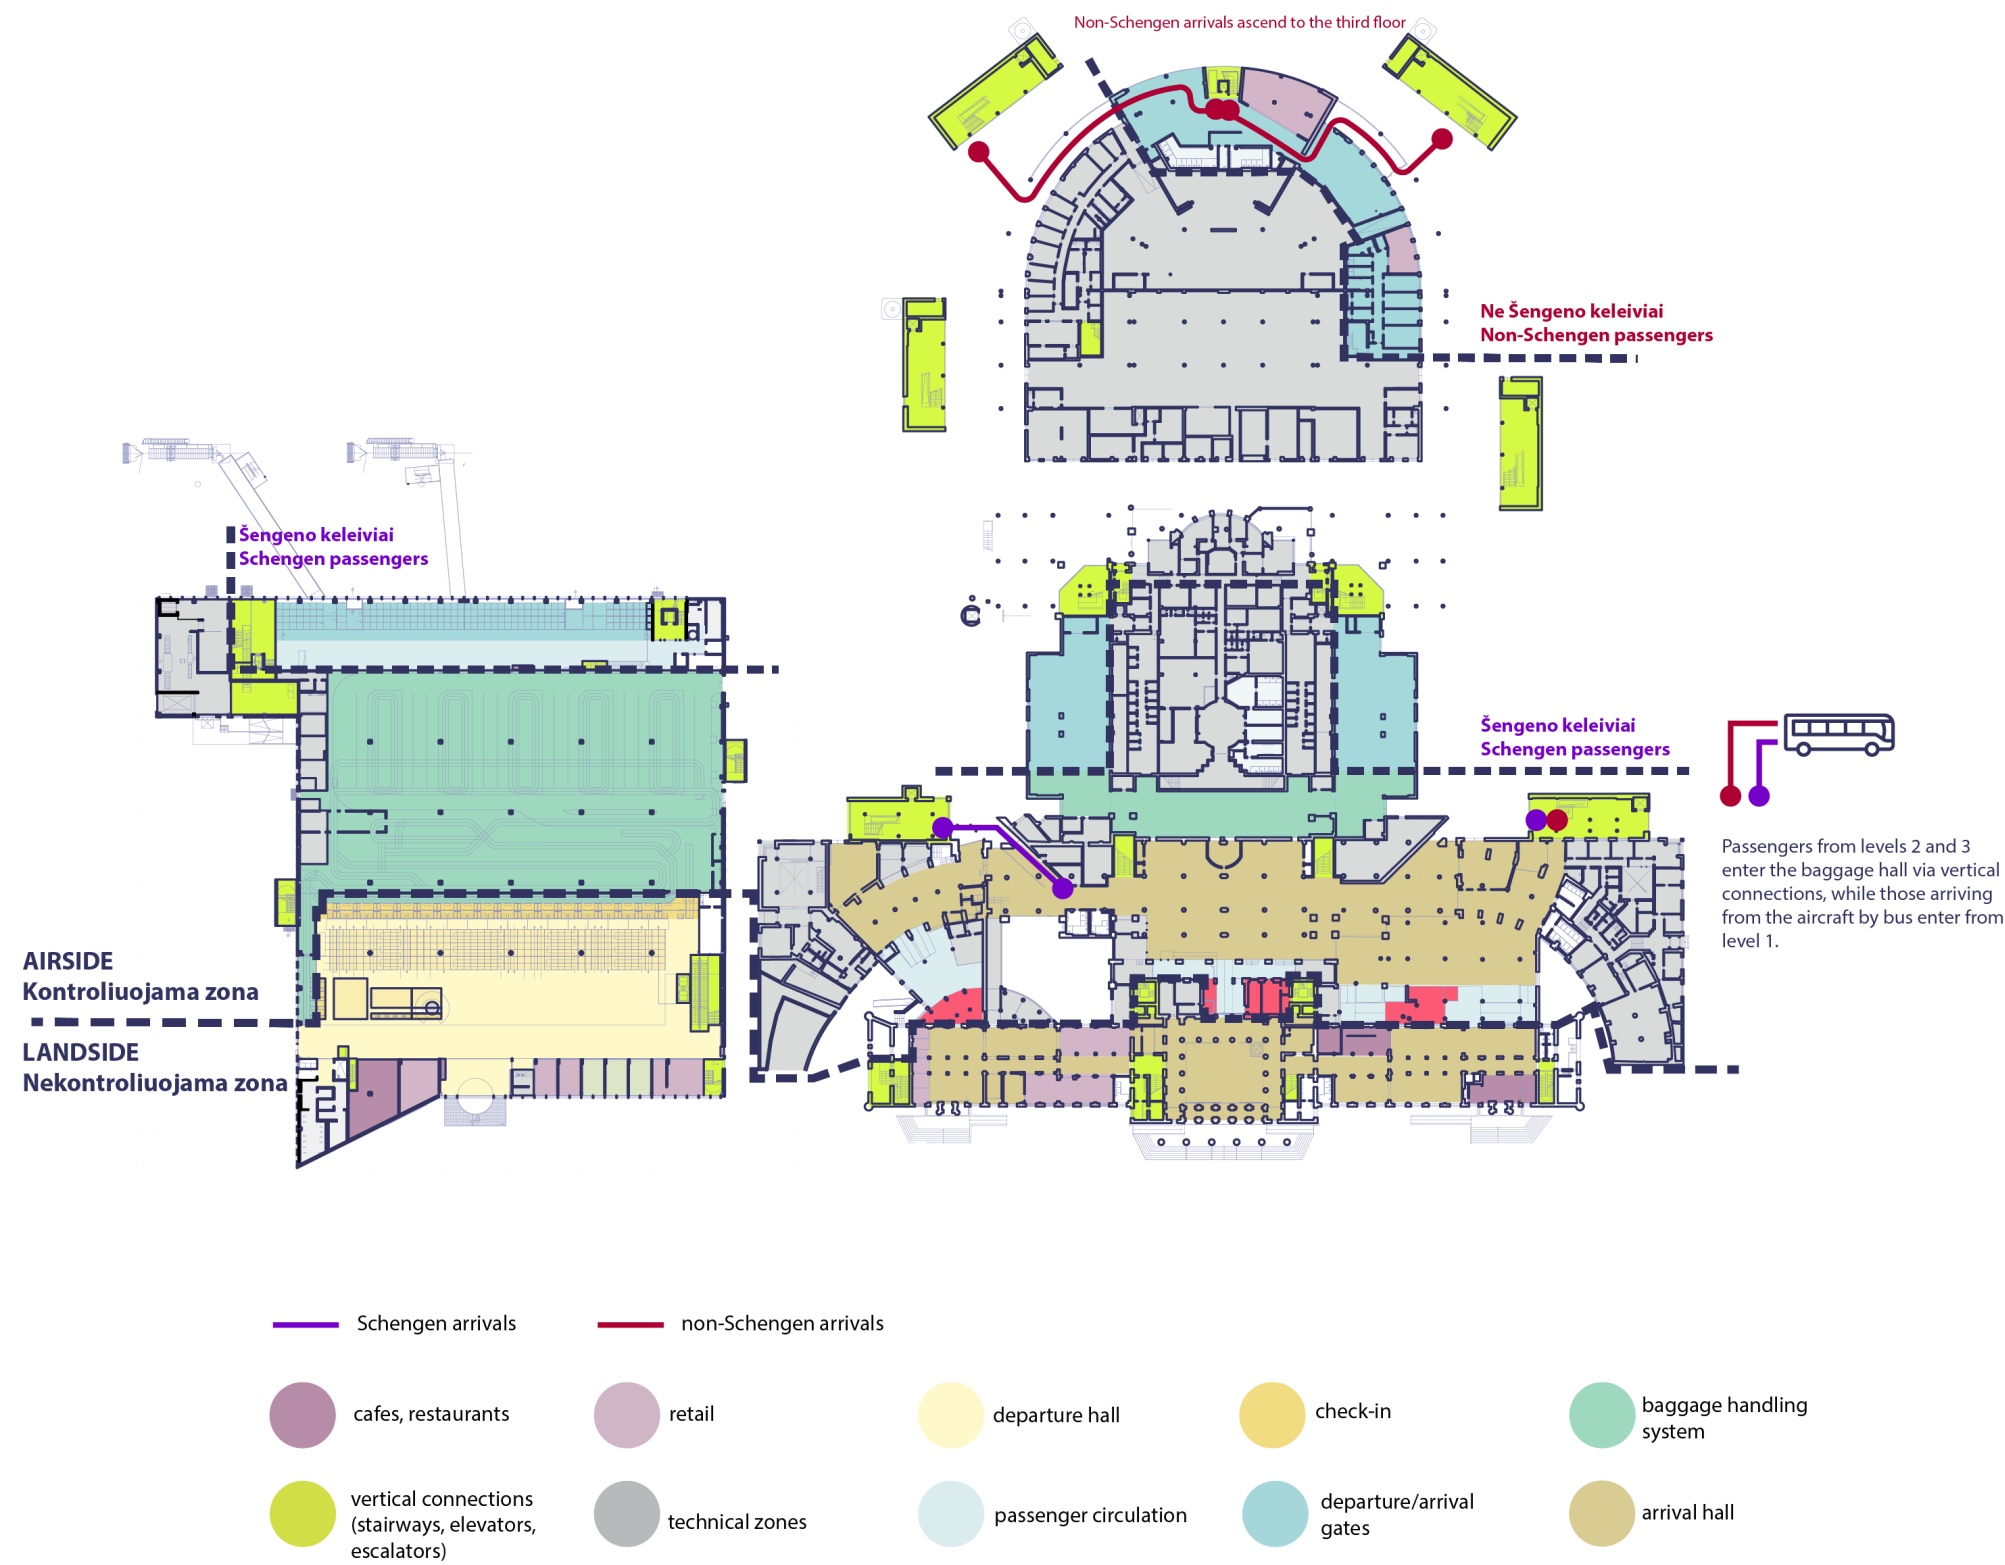 Non-Schengen arrivals ascend to the third floor
Ne Šengeno keleiviai
Non-Schengen passengers
Šengeno keleiviai
Schengen passengers
Šengeno keleiviai
Schengen passengers
Passengers from levels 2 and 3
enter the baggage hall via vertical
connections, while those arriving
from the aircraft by bus enter from
level 1.
AIRSIDE
Kontroliuojama zona
LANDSIDE
Nekontroliuojama zona
Schengen arrivals
non-Schengen arrivals
cafes, restaurants
retail
departure hall
check-in
baggage handling
system
vertical connections
(stairways, elevators,
escalators)
technical zones
passenger circulation
departure/arrival
gates
arrival hall